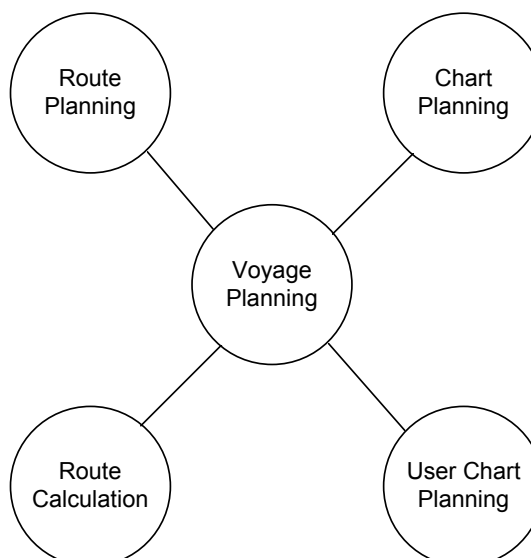 Route
Planning
Chart
Planning
Voyage
Planning
Route
Calculation
User Chart
Planning